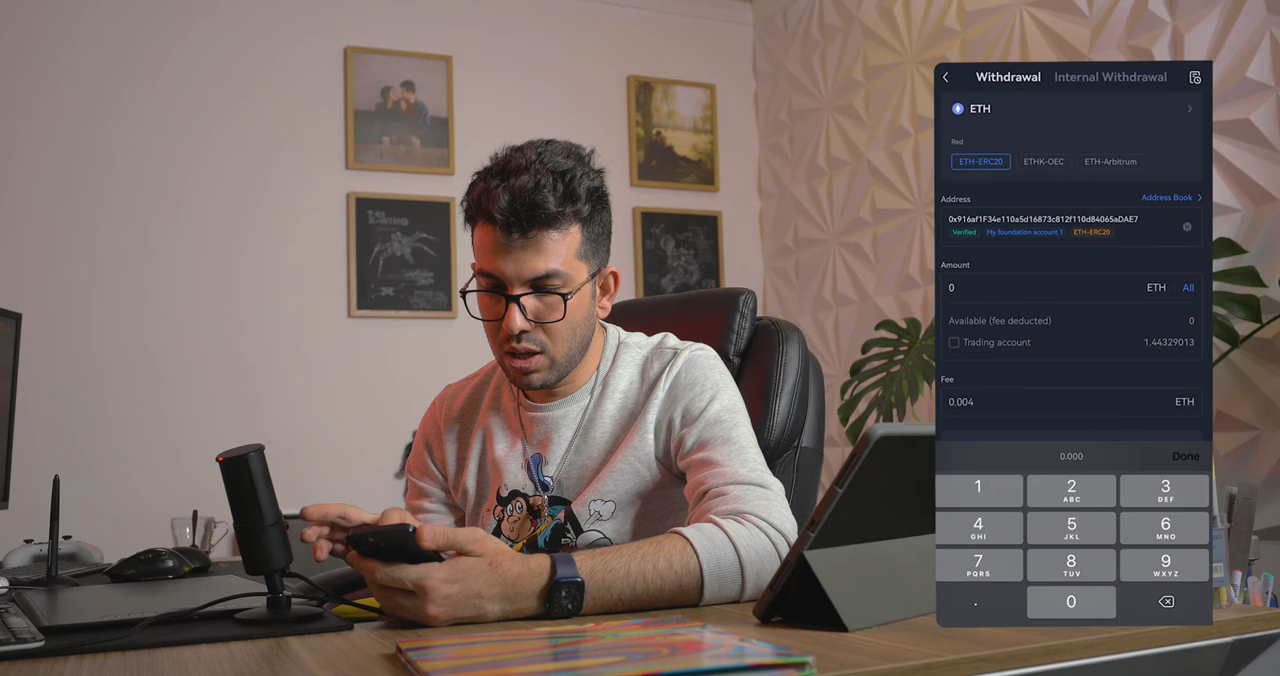 Withdrawal Internal Withdrawal
ETH
Red
ETH-ERC20 ETHK-OEC ETH-Arbitrum
Address Address Book
0x916af1F34e110a5d16873c812f110d84065aDAE7
Verified My foundation account 1 ETH-ERC20
Amount
0 ETH All
Available (fee deducted) 0
Trading account 1.44329013
Fee
0.004 ETH
0.000 Done
1 2 3
ABC DEF
4 5 6
GHI JKL MNO
7 8 9
PQRS TUV WXYZ
. 0